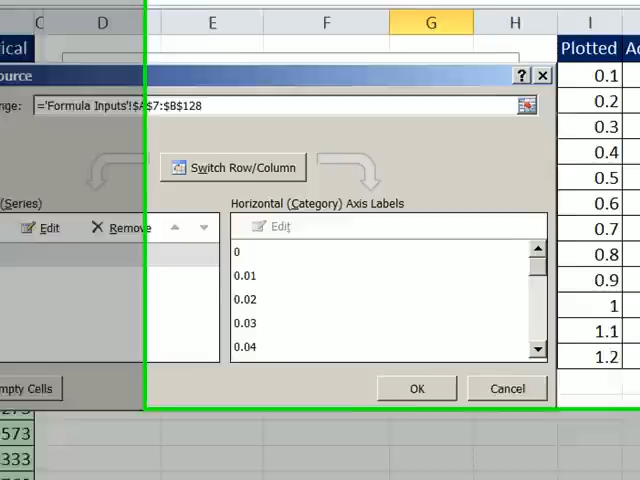 C D E F G H I
ical Plotted Ac
ource ? 0.1
nge: ='Formula Inputs'!$A$7:$B$128 0.2
0.3
Switch Row/Column 0.4
0.5
(Series) Horizontal (Category) Axis Labels 0.6
Edit Remove Edit 0.7
0 0.8
0.01 0.9
0.02 1
0.03 1.1
0.04 1.2
mpty Cells OK Cancel
573
333